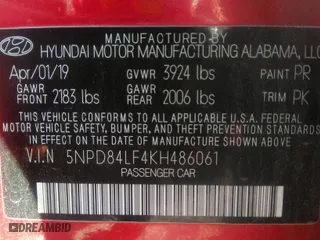 MANUFACTURED BY
HYUNDAI MOTOR MANUFACTURING ALABAMA, LLC
Apr/01/19 GVWR 3924 lbs PAINT PR
GAWR FRONT 2183 lbs GAWR REAR 2006 lbs TRIM PK
THIS VEHICLE CONFORMS TO ALL APPLICABLE U.S.A. FEDERAL
MOTOR VEHICLE SAFETY, BUMPER, AND THEFT PREVENTION STANDARDS
IN EFFECT ON THE DATE OF MANUFACTURE SHOWN ABOVE.
V.I.N 5NPD84LF4KH486061
PASSENGER CAR